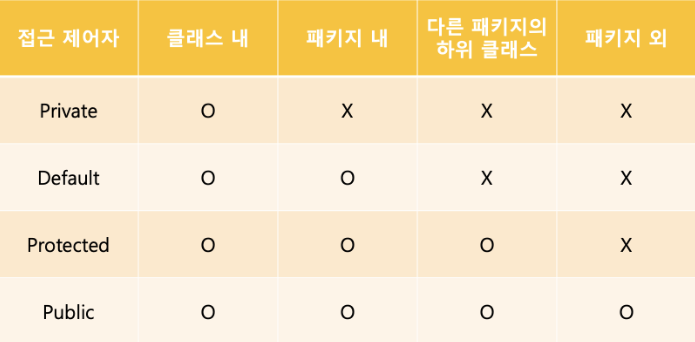 접근 제어자 클래스 내 패키지 내 다른 패키지의 하위 클래스 패키지 외
Private O X X X
Default O O X X
Protected O O O X
Public O O O O